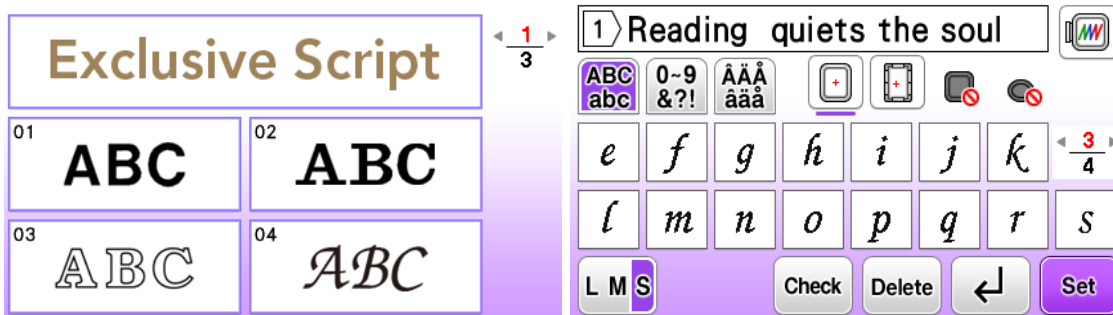 Exclusive Script
1
3
01 ABC
02 ABC
03 ABC
04 ABC
1 Reading quiets the soul
ABC abc
0~9 &?!
ÂÄÅ âäå
e f g h i j k
3
4
l m n o p q r s
L M S
Check
Delete
Set